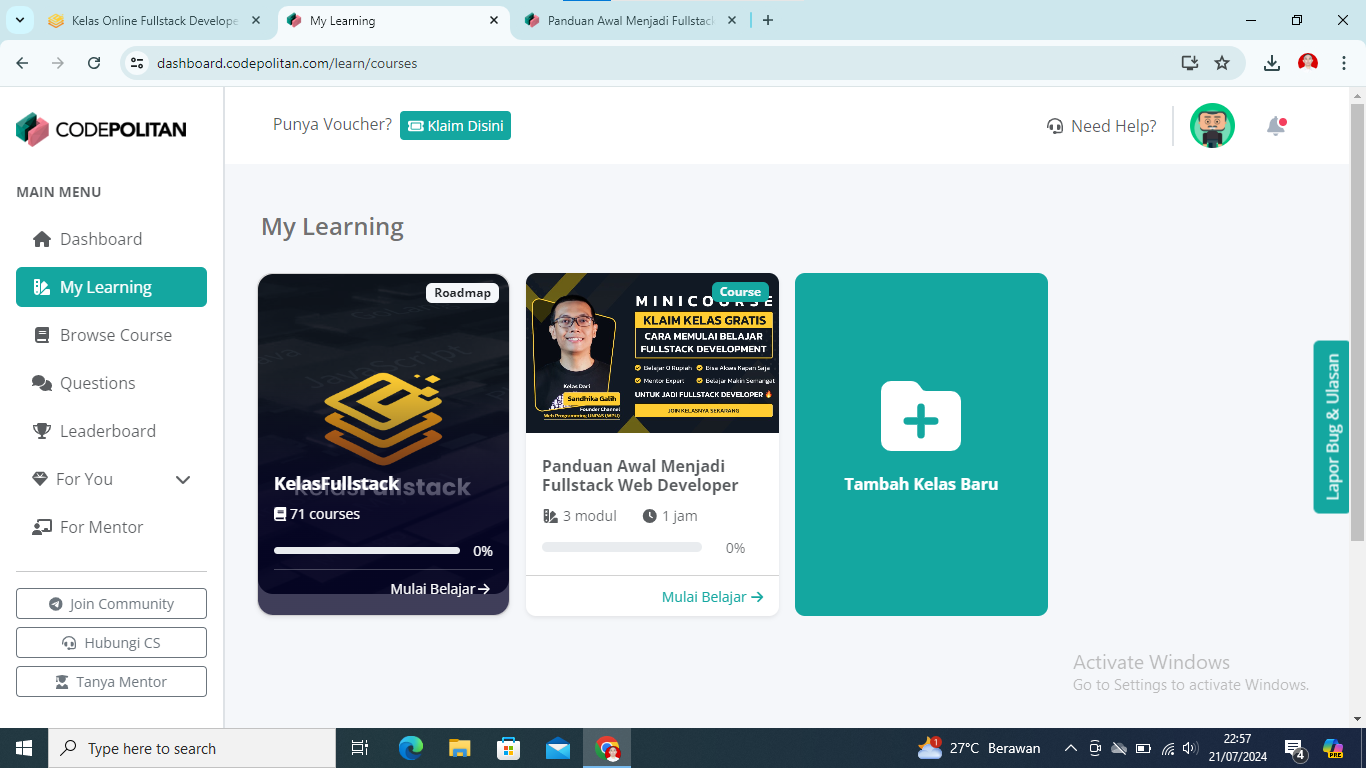 Kelas Online Fullstack Develope
My Learning
Panduan Awal Menjadi Fullstack
dashboard.codepolitan.com/learn/courses
CODEPOLITAN
Punya Voucher?
Klaim Disini
Need Help?
MAIN MENU
Dashboard
My Learning
Browse Course
Questions
Leaderboard
For You
For Mentor
Join Community
Hubungi CS
Tanya Mentor
My Learning
Roadmap
KelasFullstack
KelasFullstack
71 courses
0%
Mulai Belajar
Course
MINICOURSE
KLAIM KELAS GRATIS
CARA MEMULAI BELAJAR
FULLSTACK DEVELOPMENT
Belajar 0 Rupiah
Bisa Akses Kapan Saja
Mentor Expert
Belajar Makin Semangat
UNTUK JADI FULLSTACK DEVELOPER
JOIN KELASNYA SEKARANG
Kelas Dari
Sandhika Galih
Founder Channel
Web Programming UNPAS (WPU)
Panduan Awal Menjadi
Fullstack Web Developer
3 modul
1 jam
0%
Mulai Belajar
Tambah Kelas Baru
Lapor Bug & Ulasan
Activate Windows
Go to Settings to activate Windows.
Type here to search
1
27°C Berawan
22:57
21/07/2024
4
PRE